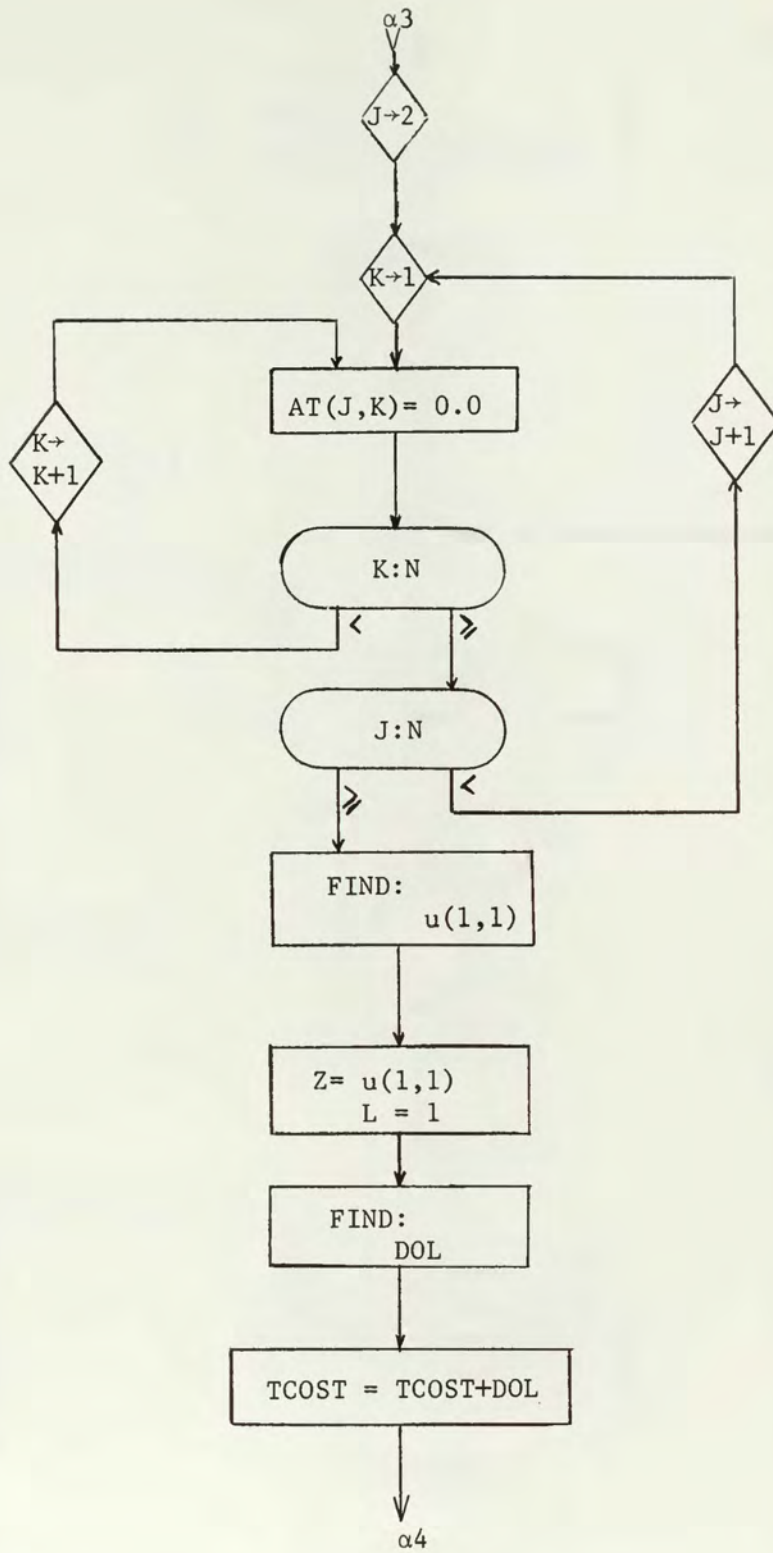 α3
J→2
K→1
AT(J,K)= 0.0
K→
K+1
J→
J+1
K:N
<
⩾
J:N
⩾
<
FIND:
u(1,1)
Z= u(1,1)
L = 1
FIND:
DOL
TCOST = TCOST+DOL
α4